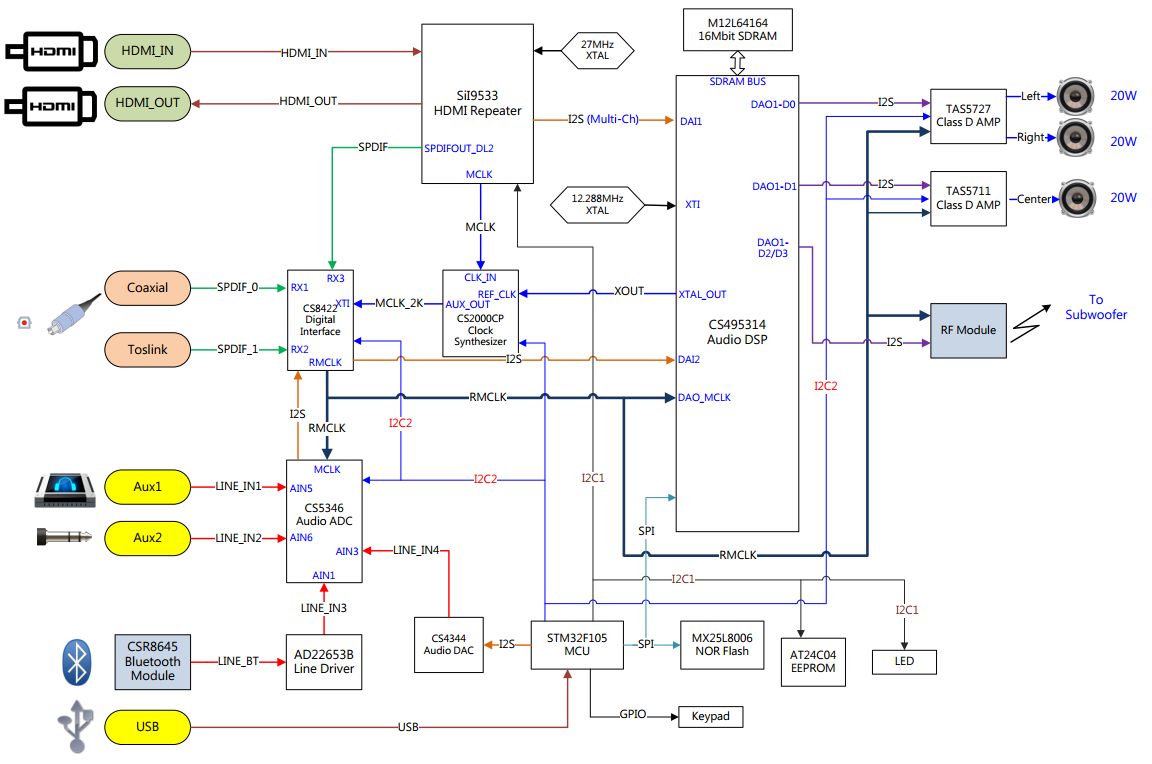 HDMI
HDMI_IN
HDMI_IN
HDMI
HDMI_OUT
HDMI_OUT
SiI9533
HDMI Repeater
SPDIFOUT_DL2
MCLK
27MHz
XTAL
I2S (Multi-Ch)
SPDIF
M12L64164
16Mbit SDRAM
SDRAM BUS
DAO1-D0
DAI1
DAO1-D1
XTI
DAO1-
D2/D3
XTAL_OUT
CS495314
Audio DSP
DAI2
DAO_MCLK
12.288MHz
XTAL
I2S
TAS5727
Class D AMP
Left
20W
Right
20W
I2S
TAS5711
Class D AMP
Center
20W
I2S
RF Module
To
Subwoofer
I2C2
MCLK
CLK_IN
REF_CLK
AUX_OUT
CS2000CP
Clock
Synthesizer
XOUT
MCLK_2K
Coaxial
SPDIF_0
Toslink
SPDIF_1
RX3
RX1
XTI
CS8422
Digital
Interface
RX2
RMCLK
I2S
RMCLK
I2S
RMCLK
I2C2
I2C2
I2C1
Aux1
LINE_IN1
Aux2
LINE_IN2
MCLK
AIN5
CS5346
Audio ADC
AIN6
AIN3
AIN1
LINE_IN4
LINE_IN3
SPI
RMCLK
I2C1
I2C1
CSR8645
Bluetooth
Module
LINE_BT
AD22653B
Line Driver
CS4344
Audio DAC
I2S
STM32F105
MCU
SPI
MX25L8006
NOR Flash
AT24C04
EEPROM
LED
USB
USB
GPIO
Keypad